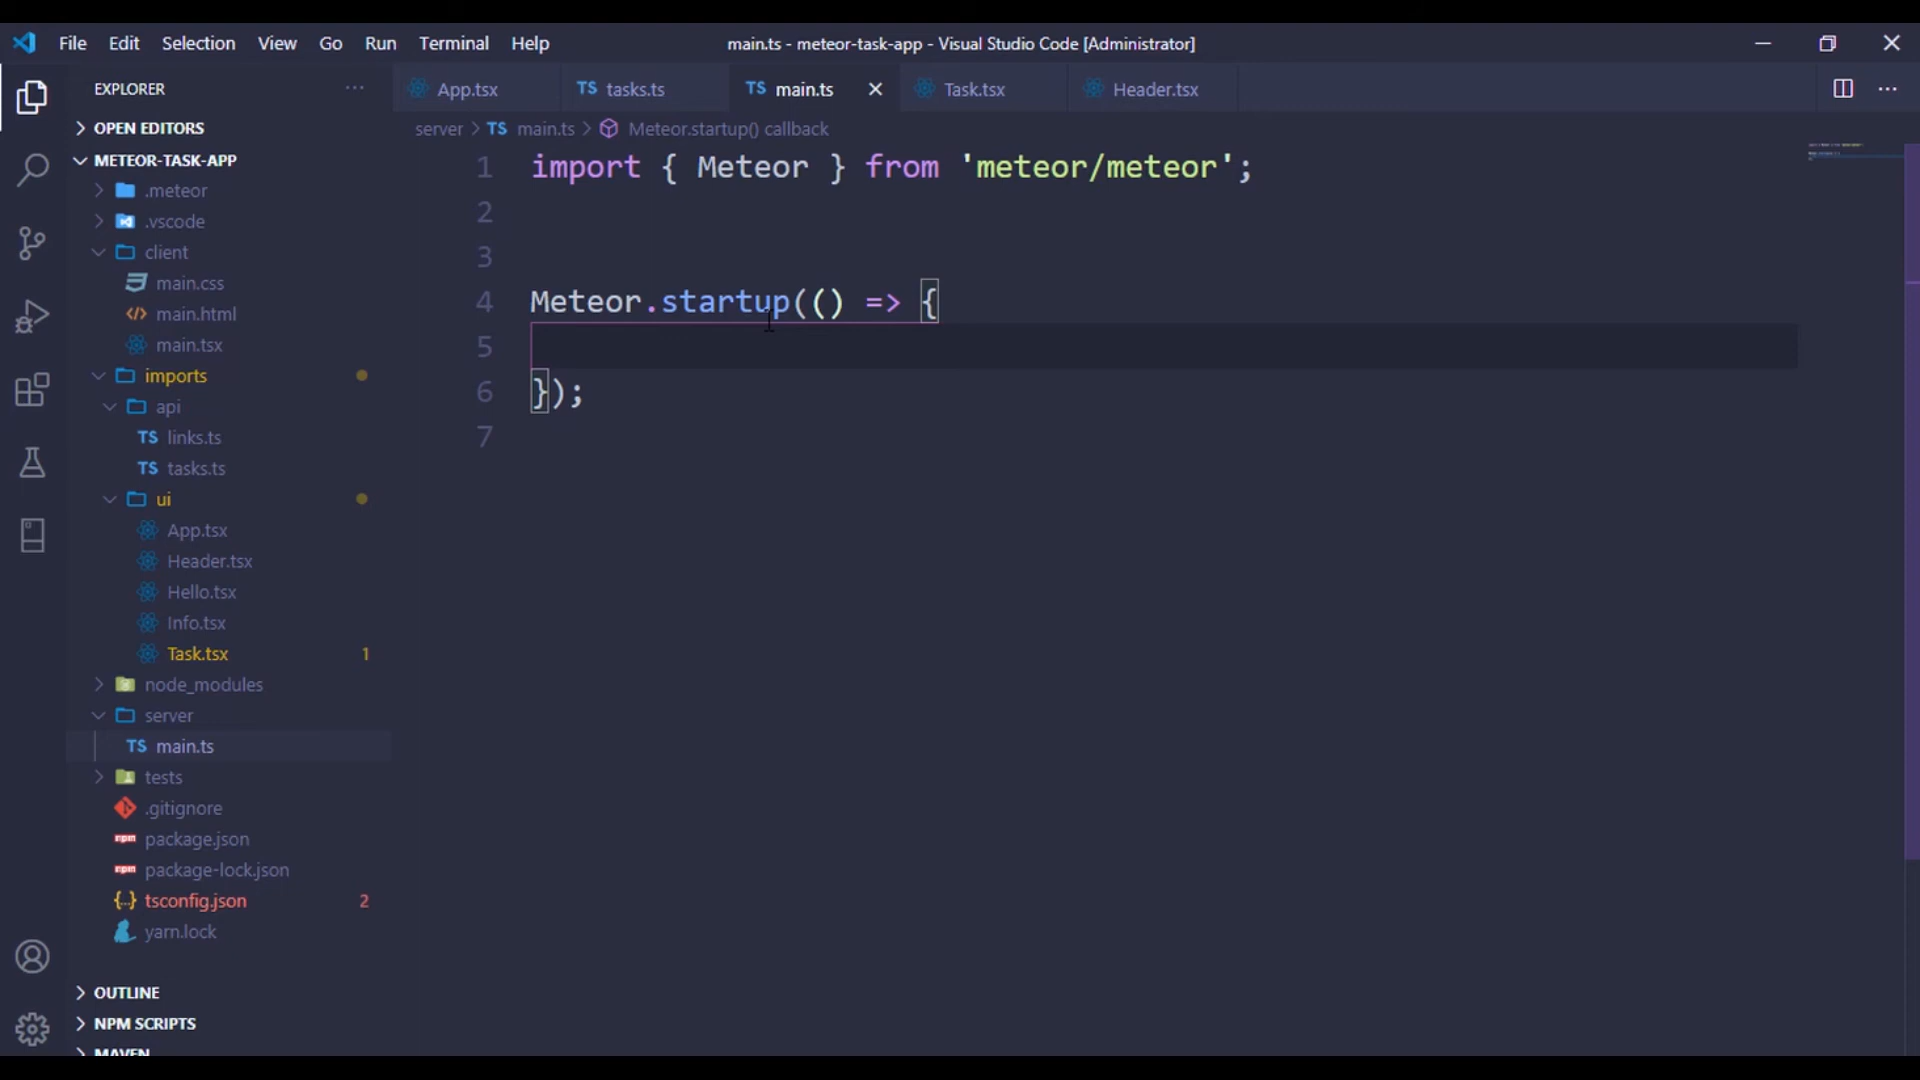 File Edit Selection View Go Run Terminal Help main.ts - meteor-task-app - Visual Studio Code [Administrator]
EXPLORER ···
App.tsx TS tasks.ts TS main.ts Task.tsx Header.tsx ···
OPEN EDITORS
server > TS main.ts > Meteor.startup() callback
METEOR-TASK-APP
.meteor
.vscode
client
main.css
main.html
main.tsx
imports
api
TS links.ts
TS tasks.ts
ui
App.tsx
Header.tsx
Hello.tsx
Info.tsx
Task.tsx 1
node_modules
server
TS main.ts
tests
.gitignore
npm package.json
npm package-lock.json
{..} tsconfig.json 2
yarn.lock
OUTLINE
NPM SCRIPTS
MAVEN
1 import { Meteor } from 'meteor/meteor';
2
3
4 Meteor.startup(() => {
5
6 });
7